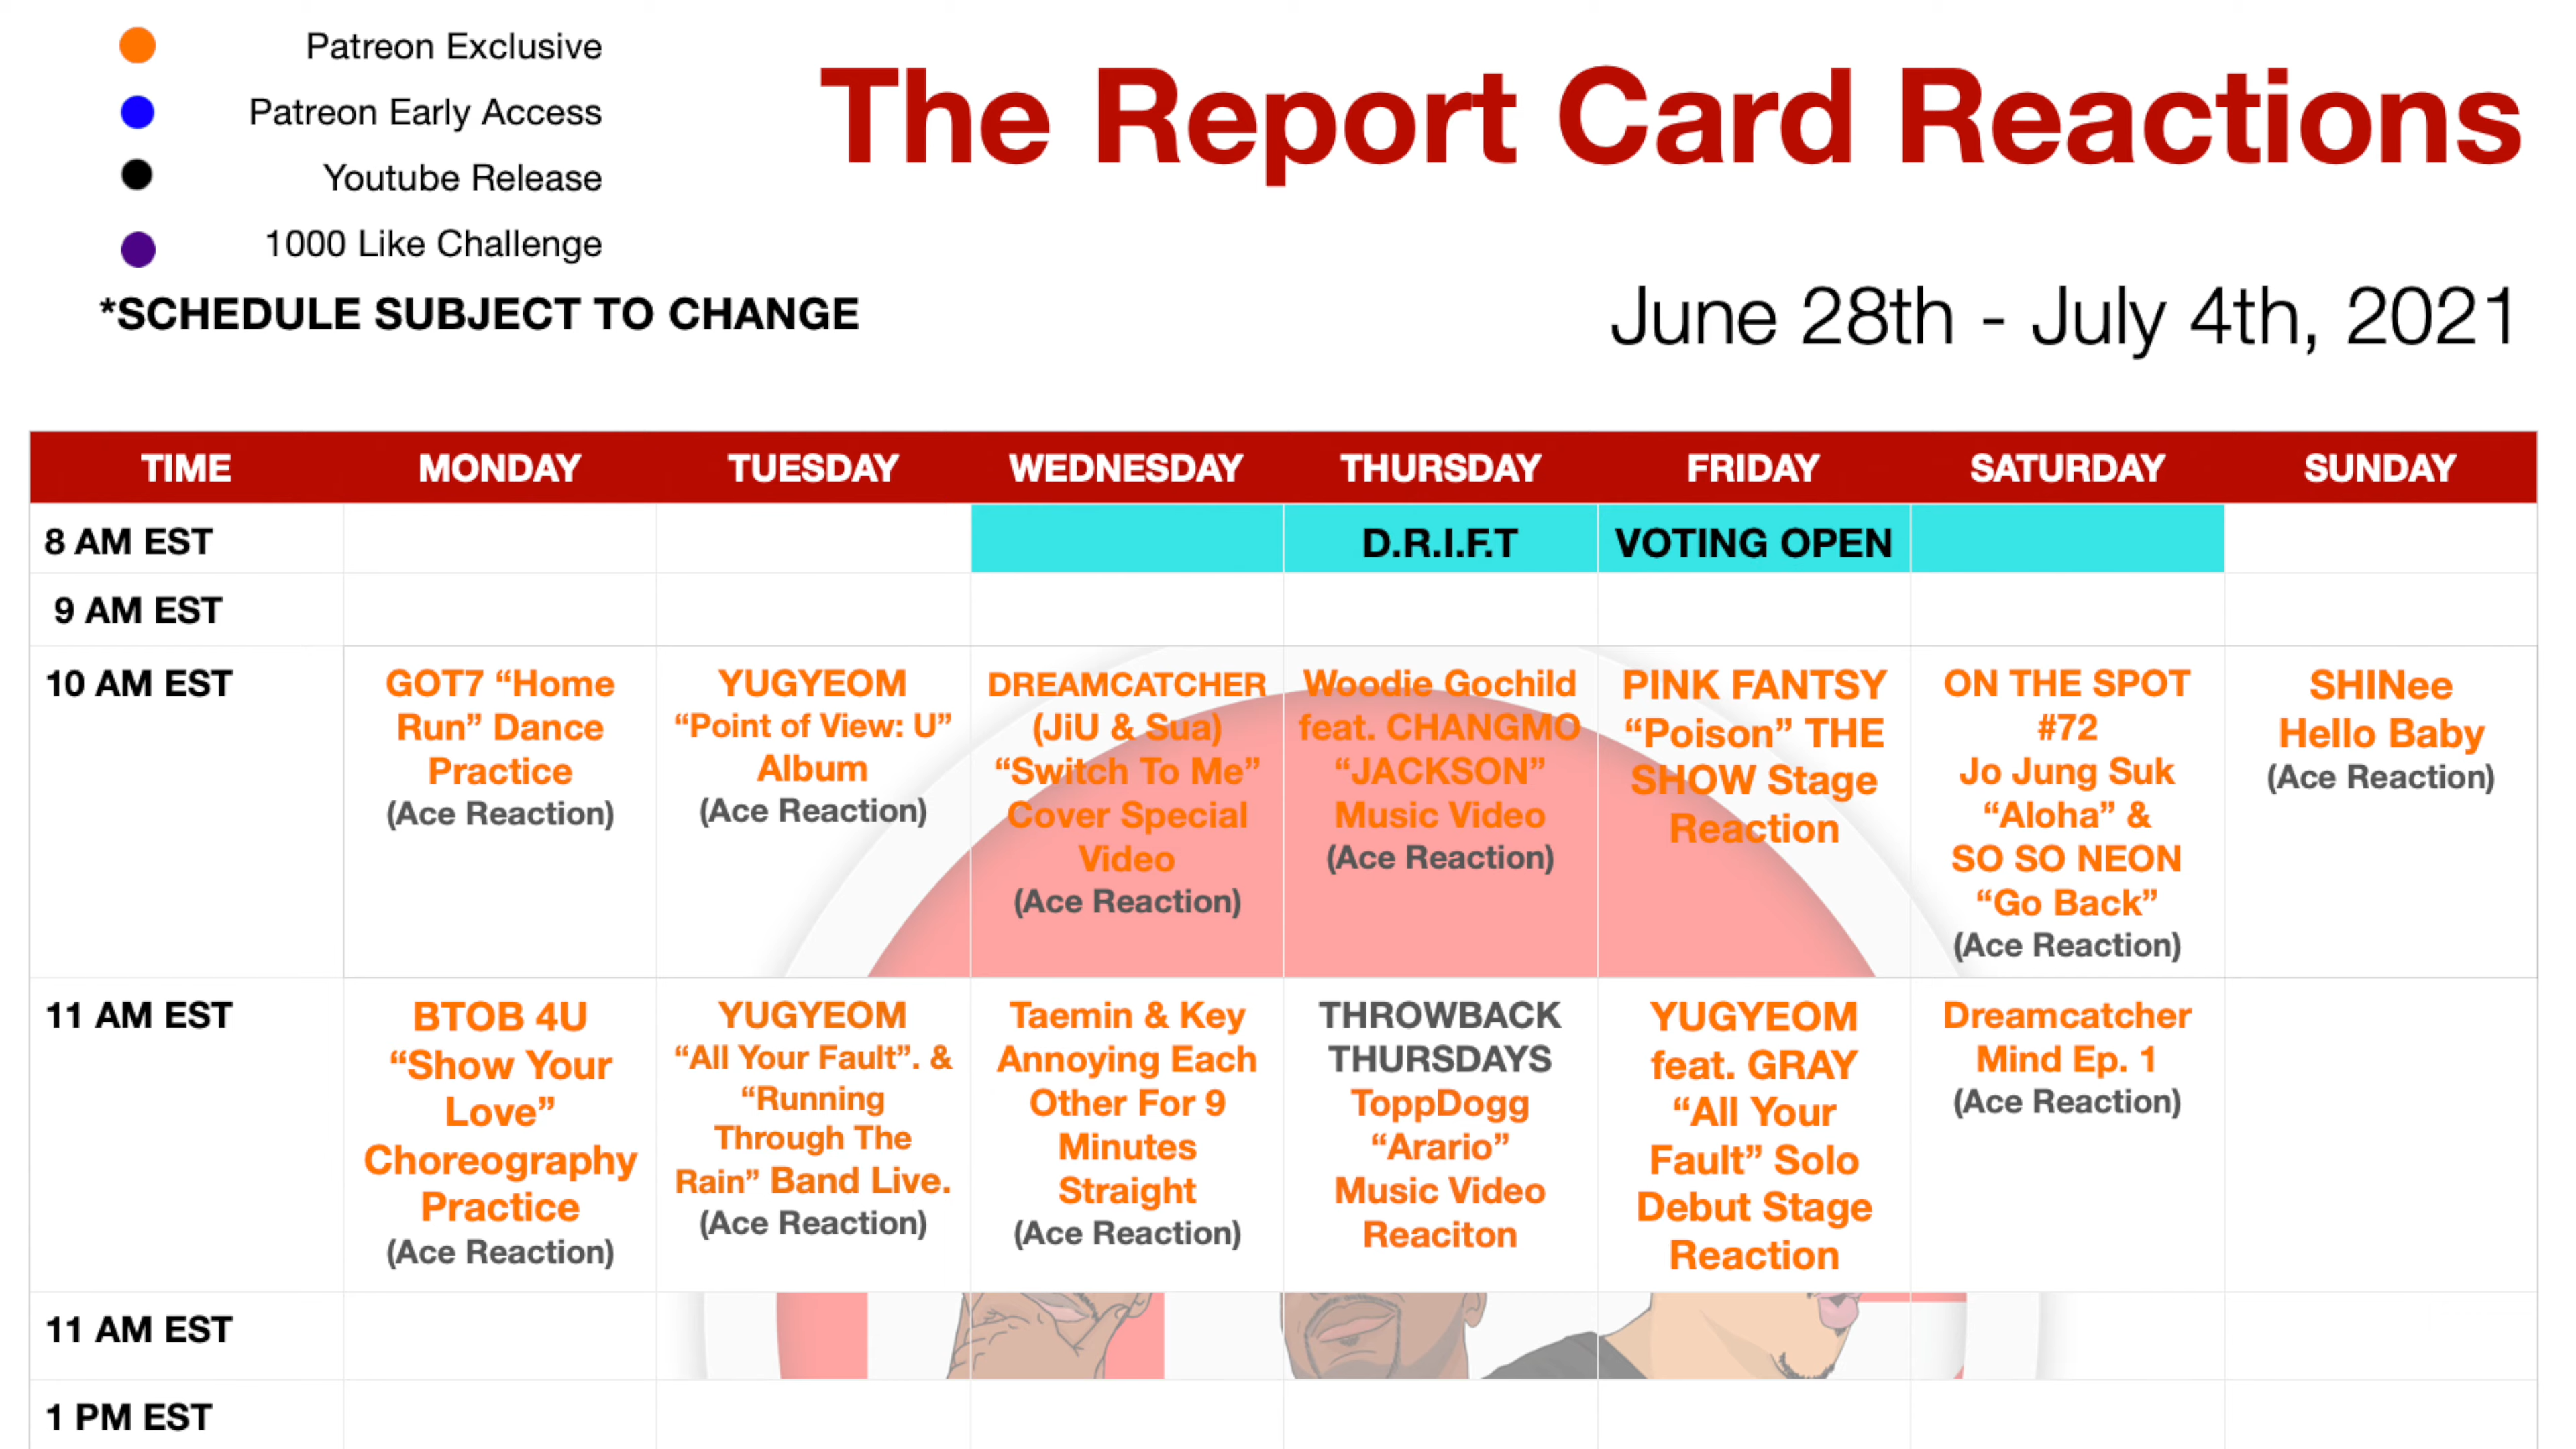 Patreon Exclusive
Patreon Early Access
Youtube Release
1000 Like Challenge
*SCHEDULE SUBJECT TO CHANGE
The Report Card Reactions
June 28th - July 4th, 2021
TIME MONDAY TUESDAY WEDNESDAY THURSDAY FRIDAY SATURDAY SUNDAY
8 AM EST
D.R.I.F.T
VOTING OPEN
9 AM EST
10 AM EST
GOT7 “Home
Run” Dance
Practice
(Ace Reaction)
YUGYEOM
“Point of View: U”
Album
(Ace Reaction)
DREAMCATCHER
(JiU & Sua)
“Switch To Me”
Cover Special
Video
(Ace Reaction)
Woodie Gochild
feat. CHANGMO
“JACKSON”
Music Video
(Ace Reaction)
PINK FANTSY
“Poison” THE
SHOW Stage
Reaction
ON THE SPOT
#72
Jo Jung Suk
“Aloha” &
SO SO NEON
“Go Back”
(Ace Reaction)
SHINee
Hello Baby
(Ace Reaction)
11 AM EST
BTOB 4U
“Show Your
Love”
Choreography
Practice
(Ace Reaction)
YUGYEOM
“All Your Fault”. &
“Running
Through The
Rain” Band Live.
(Ace Reaction)
Taemin & Key
Annoying Each
Other For 9
Minutes
Straight
(Ace Reaction)
THROWBACK
THURSDAYS
ToppDogg
“Arario”
Music Video
Reaciton
YUGYEOM
feat. GRAY
“All Your
Fault” Solo
Debut Stage
Reaction
Dreamcatcher
Mind Ep. 1
(Ace Reaction)
11 AM EST
1 PM EST